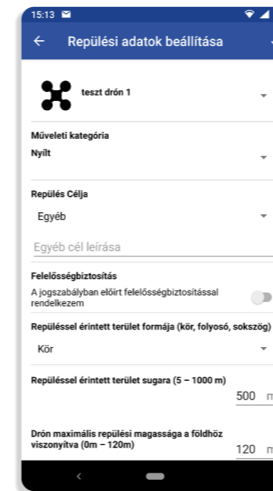 15:13
Repülési adatok beállítása
teszt drón 1
Műveleti kategória
Nyílt
Repülés Célja
Egyéb
Egyéb cél leírása
Felelősségbiztosítás
A jogszabályban előírt felelősségbiztosítással
rendelkezem
Repüléssel érintett terület formája (kör, folyosó, sokszög)
Kör
Repüléssel érintett terület sugara (5 – 1000 m)
500 m
Drón maximális repülési magassága a földhöz
viszonyítva (0m – 120m)
120 m